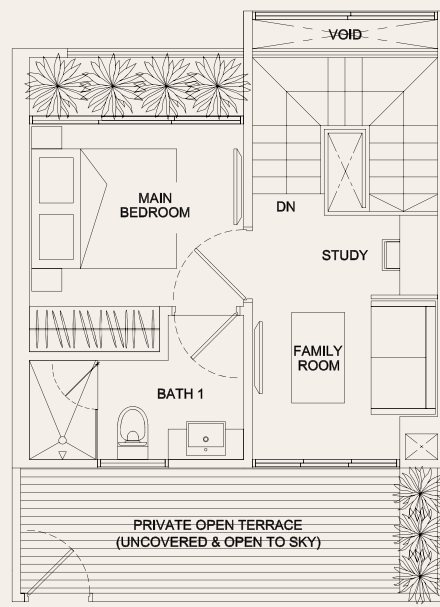 VOID
MAIN
BEDROOM
DN
STUDY
FAMILY
ROOM
BATH 1
PRIVATE OPEN TERRACE
(UNCOVERED & OPEN TO SKY)